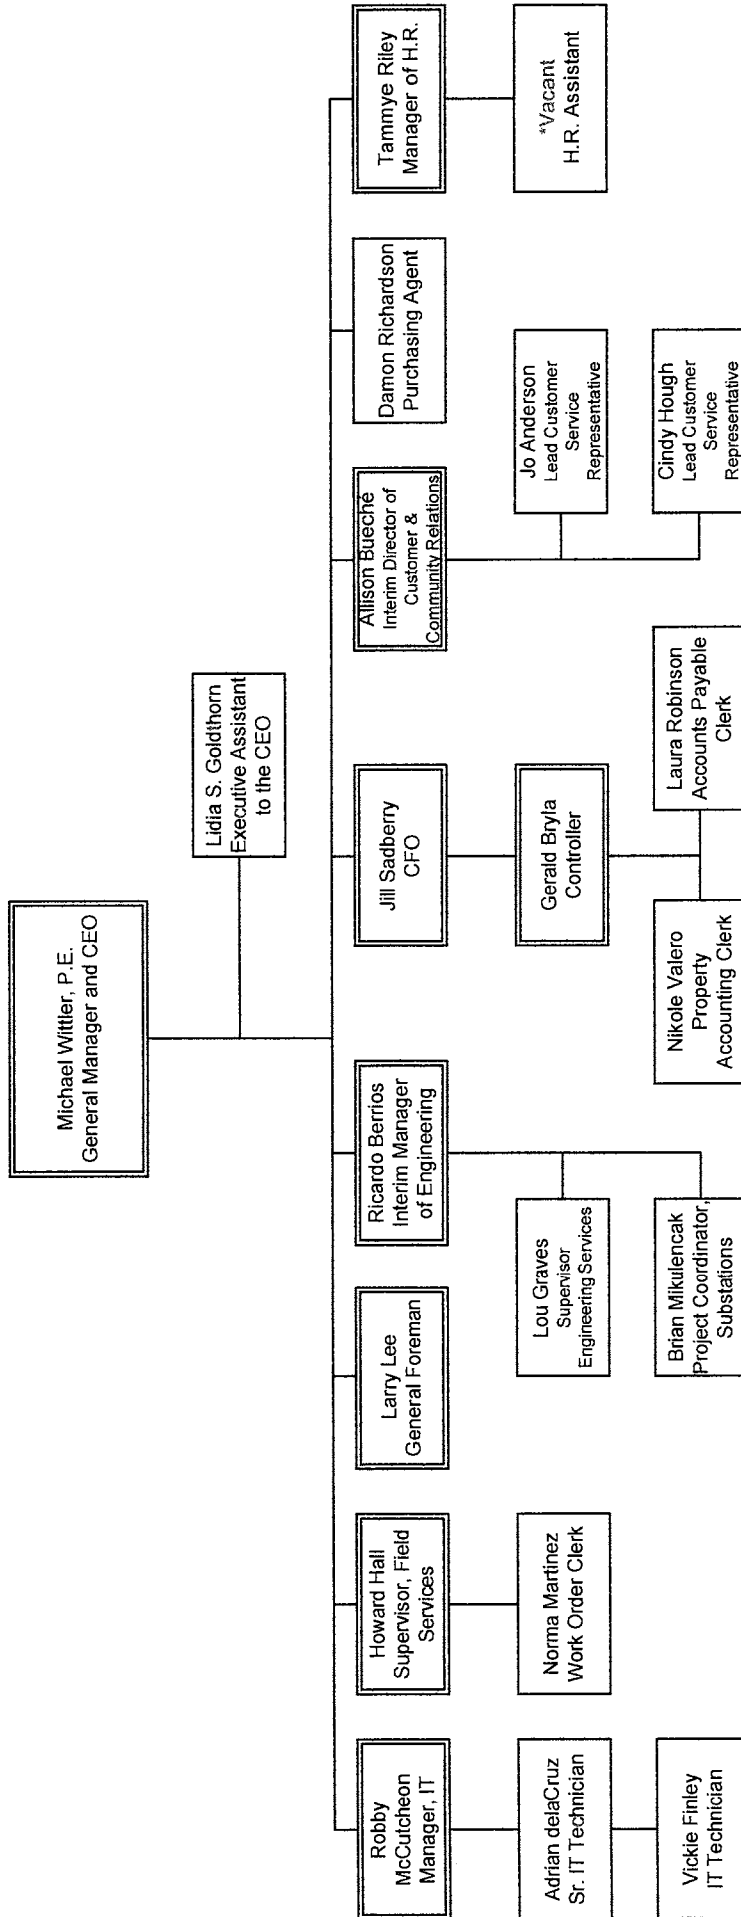 Michael Wittler, P.E.
General Manager and CEO
Lidia S. Goldthorn
Executive Assistant
to the CEO
Robby
McCutcheon
Manager, IT
Howard Hall
Supervisor, Field
Services
Larry Lee
General Foreman
Ricardo Berrios
Interim Manager
of Engineering
Jill Sadberry
CFO
Allison Bueché
Interim Director of
Customer &
Community Relations
Damon Richardson
Purchasing Agent
Tammye Riley
Manager of H.R.
Adrian delaCruz
Sr. IT Technician
Norma Martinez
Work Order Clerk
Lou Graves
Supervisor
Engineering Services
Gerald Bryla
Controller
Jo Anderson
Lead Customer
Service
Representative
*Vacant
H.R. Assistant
Vickie Finley
IT Technician
Brian Mikulencak
Project Coordinator,
Substations
Nikole Valero
Property
Accounting Clerk
Laura Robinson
Accounts Payable
Clerk
Cindy Hough
Lead Customer
Service
Representative